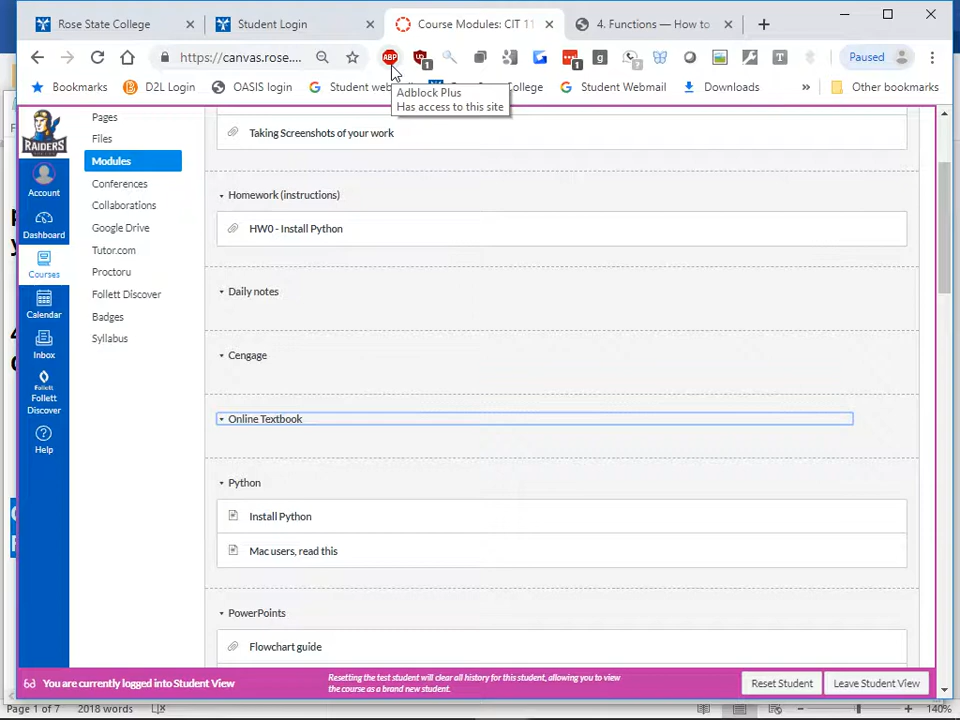 Rose State College
Student Login
Course Modules: CIT 11
4. Functions — How to
https://canvas.rose....
ABP
1
1
g
T
Paused
Adblock Plus
Has access to this site
Bookmarks
D2L Login
OASIS login
Student web
College
Student Webmail
Downloads
»
Other bookmarks
RAIDERS
Account
Dashboard
Courses
Calendar
Inbox
Follett
Follett
Discover
Help
Pages
Files
Modules
Conferences
Collaborations
Google Drive
Tutor.com
Proctoru
Follett Discover
Badges
Syllabus
Taking Screenshots of your work
Homework (instructions)
HW0 - Install Python
Daily notes
Cengage
Online Textbook
Python
Install Python
Mac users, read this
PowerPoints
Flowchart guide
You are currently logged into Student View
Resetting the test student will clear all history for this student, allowing you to
view the course as a brand new student.
Reset Student
Leave Student View
Page 1 of 7
2018 words
140%